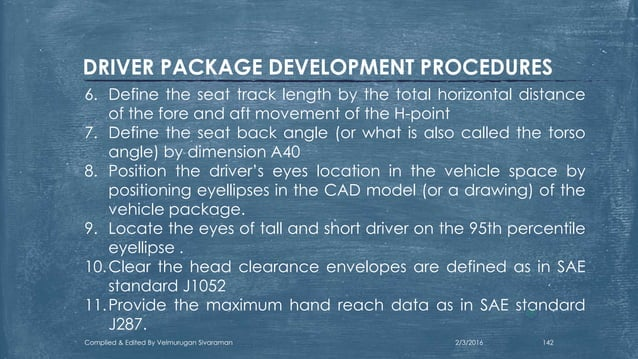 DRIVER PACKAGE DEVELOPMENT PROCEDURES
6. Define the seat track length by the total horizontal distance
of the fore and aft movement of the H-point
7. Define the seat back angle (or what is also called the torso
angle) by dimension A40
8. Position the driver's eyes location in the vehicle space by
positioning eyellipses in the CAD model (or a drawing) of the
vehicle package.
9. Locate the eyes of tall and short driver on the 95th percentile
eyellipse .
10. Clear the head clearance envelopes are defined as in SAE
standard J1052
11. Provide the maximum hand reach data as in SAE standard
J287.
Complied & Edited By Velmurugan Sivaraman 2/3/2016 142